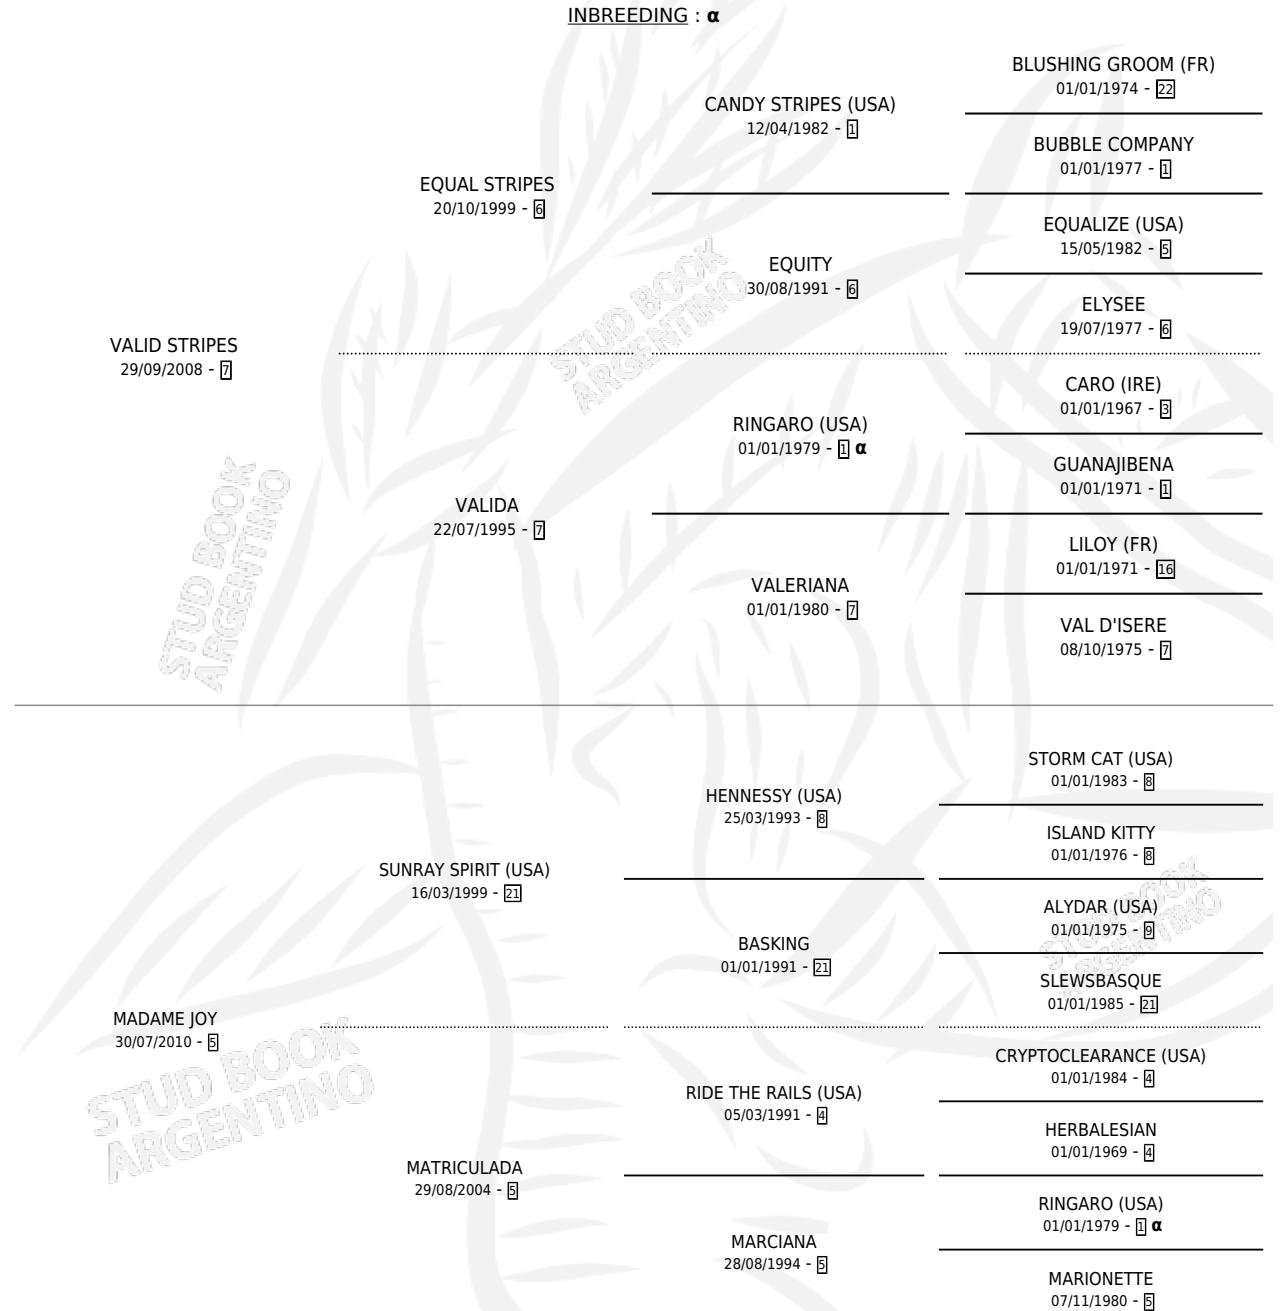 INBREEDING : α
BLUSHING GROOM (FR)
01/01/1974 - 22
CANDY STRIPES (USA)
12/04/1982 - 1
BUBBLE COMPANY
01/01/1977 - 1
EQUAL STRIPES
20/10/1999 - 6
EQUALIZE (USA)
15/05/1982 - 5
EQUITY
30/08/1991 - 6
ELYSEE
19/07/1977 - 6
VALID STRIPES
29/09/2008 - 7
CARO (IRE)
01/01/1967 - 3
RINGARO (USA)
01/01/1979 - 1 α
GUANAJIBENA
01/01/1971 - 1
VALIDA
22/07/1995 - 7
LILOY (FR)
01/01/1971 - 16
VALERIANA
01/01/1980 - 7
VAL D'ISERE
08/10/1975 - 7
STORM CAT (USA)
01/01/1983 - 8
HENNESSY (USA)
25/03/1993 - 8
ISLAND KITTY
01/01/1976 - 8
SUNRAY SPIRIT (USA)
16/03/1999 - 21
ALYDAR (USA)
01/01/1975 - 9
BASKING
01/01/1991 - 21
SLEWSBASQUE
01/01/1985 - 21
MADAME JOY
30/07/2010 - 5
CRYPTOCLEARANCE (USA)
01/01/1984 - 4
RIDE THE RAILS (USA)
05/03/1991 - 4
HERBALESIAN
01/01/1969 - 4
MATRICULADA
29/08/2004 - 5
RINGARO (USA)
01/01/1979 - 1 α
MARCIANA
28/08/1994 - 5
MARIONETTE
07/11/1980 - 5
STUD BOOK
ARGENTINO
STUD BOOK
ARGENTINO
STUD BOOK
ARGENTINO
STUD BOOK
ARGENTINO